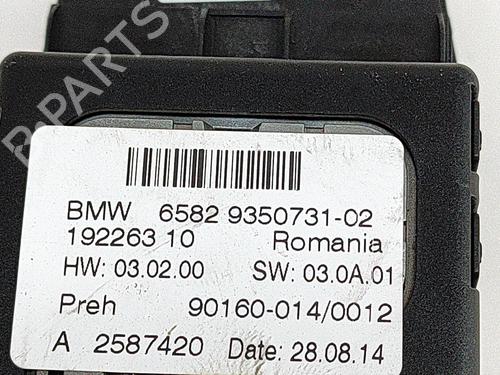 B-PARTS
BMW 6582 9350731-02
192263 10 Romania
HW: 03.02.00 SW: 03.0A.01
Preh 90160-014/0012
A 2587420 Date: 28.08.14